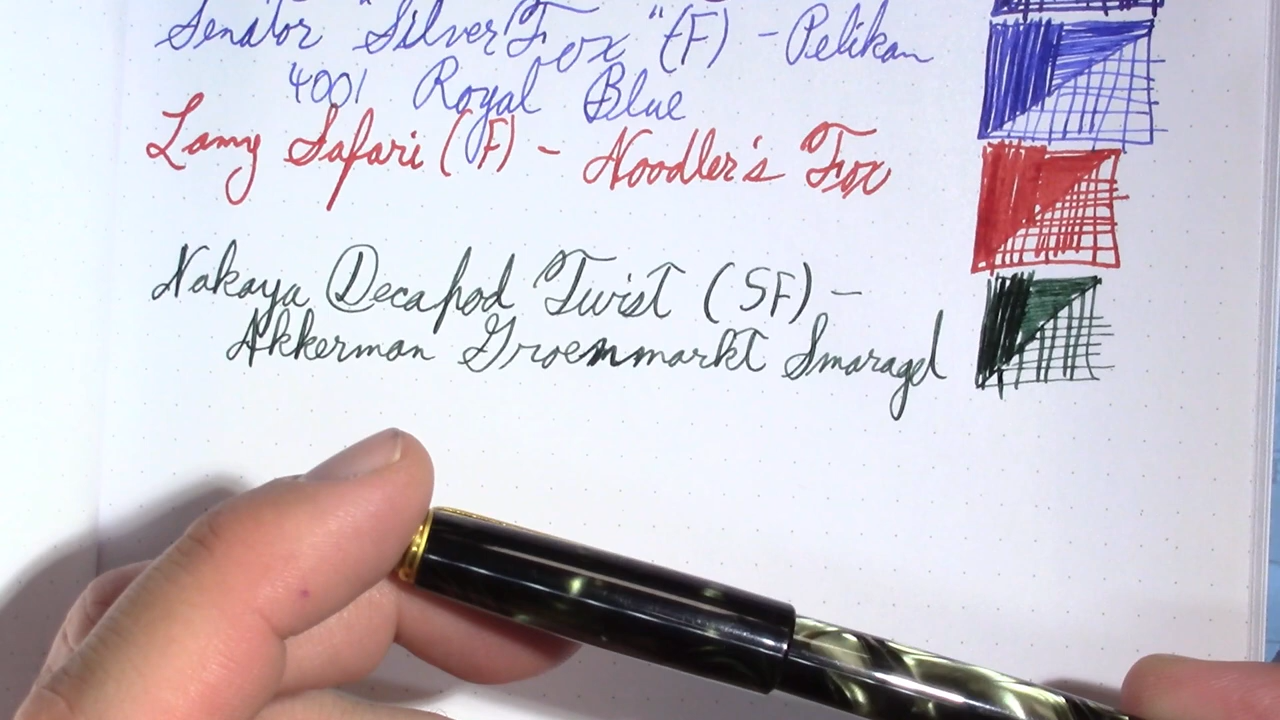 Senator "Silver Fox" (F) - Pelikan
4001 Royal Blue
Lamy Safari (F) - Noodler's Fox
Nakaya Decapod Twist (SF) -
Akkerman Groenmarkt Smaragd